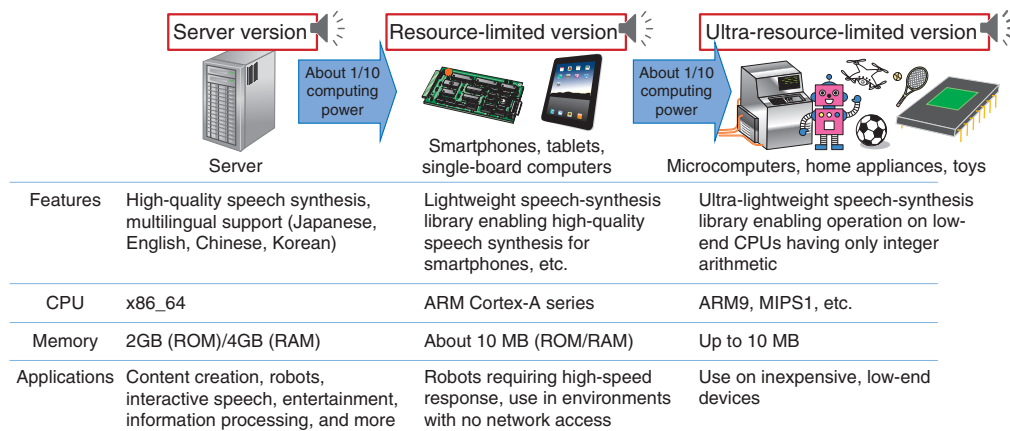 Server version
Resource-limited version
Ultra-resource-limited version
About 1/10
computing
power
About 1/10
computing
power
Server
Smartphones, tablets,
single-board computers
Microcomputers, home appliances, toys
Features
High-quality speech synthesis,
multilingual support (Japanese,
English, Chinese, Korean)
Lightweight speech-synthesis
library enabling high-quality
speech synthesis for
smartphones, etc.
Ultra-lightweight speech-synthesis
library enabling operation on low-
end CPUs having only integer
arithmetic
CPU
x86_64
ARM Cortex-A series
ARM9, MIPS1, etc.
Memory
2GB (ROM)/4GB (RAM)
About 10 MB (ROM/RAM)
Up to 10 MB
Applications
Content creation, robots,
interactive speech, entertainment,
information processing, and more
Robots requiring high-speed
response, use in environments
with no network access
Use on inexpensive, low-end
devices